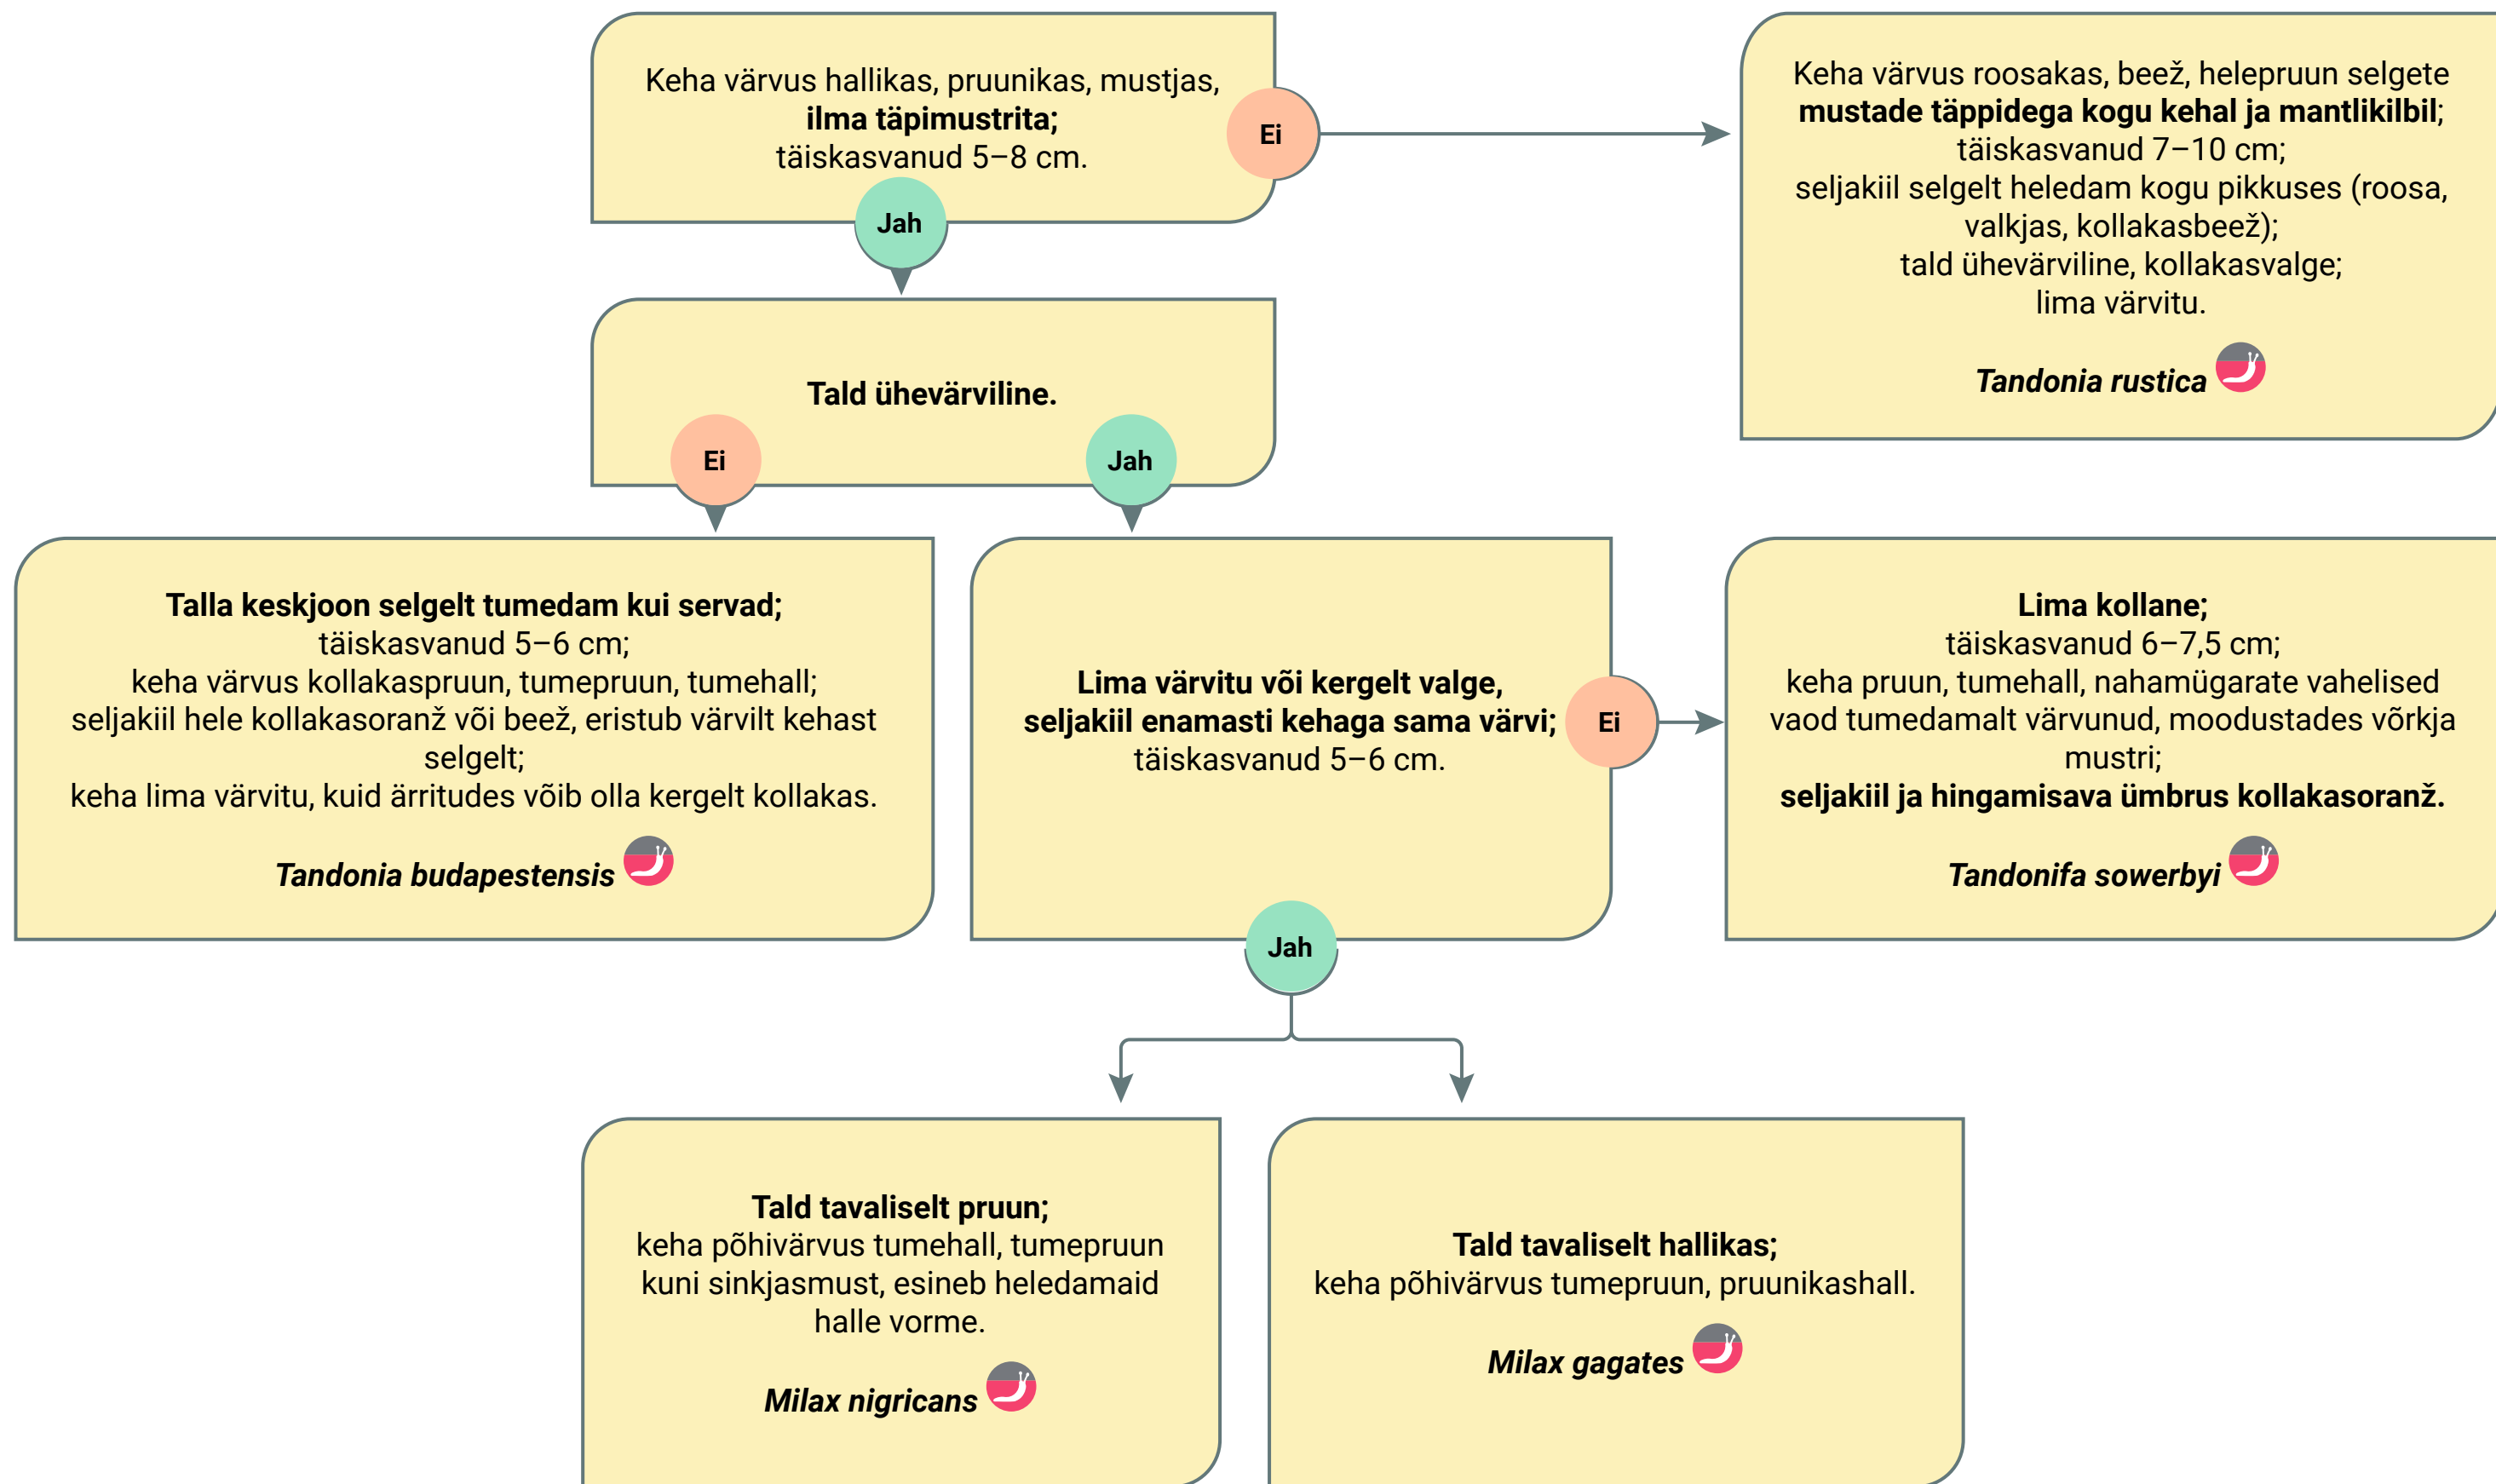 Keha värvus hallikas, pruunikas, mustjas,
ilma täpimustrita;
täiskasvanud 5–8 cm.
Ei
Jah
Keha värvus roosakas, beež, helepruun selgete
mustade täppidega kogu kehal ja mantlikilbil;
täiskasvanud 7–10 cm;
seljakiil selgelt heledam kogu pikkuses (roosa,
valkjas, kollakasbeež);
tald ühevärviline, kollakasvalge;
lima värvitu.
Tandonia rustica
Tald ühevärviline.
Ei
Jah
Talla keskjoon selgelt tumedam kui servad;
täiskasvanud 5–6 cm;
keha värvus kollakaspruun, tumepruun, tumehall;
seljakiil hele kollakasoranž või beež, eristub värvilt kehast
selgelt;
keha lima värvitu, kuid ärritudes võib olla kergelt kollakas.
Tandonia budapestensis
Lima värvitu või kergelt valge,
seljakiil enamasti kehaga sama värvi;
täiskasvanud 5–6 cm.
Ei
Jah
Lima kollane;
täiskasvanud 6–7,5 cm;
keha pruun, tumehall, nahamügarate vahelised
vaod tumedamalt värvunud, moodustades võrkja
mustri;
seljakiil ja hingamisava ümbrus kollakasoranž.
Tandonifa sowerbyi
Tald tavaliselt pruun;
keha põhivärvus tumehall, tumepruun
kuni sinkjasmust, esineb heledamaid
halle vorme.
Milax nigricans
Tald tavaliselt hallikas;
keha põhivärvus tumepruun, pruunikashall.
Milax gagates